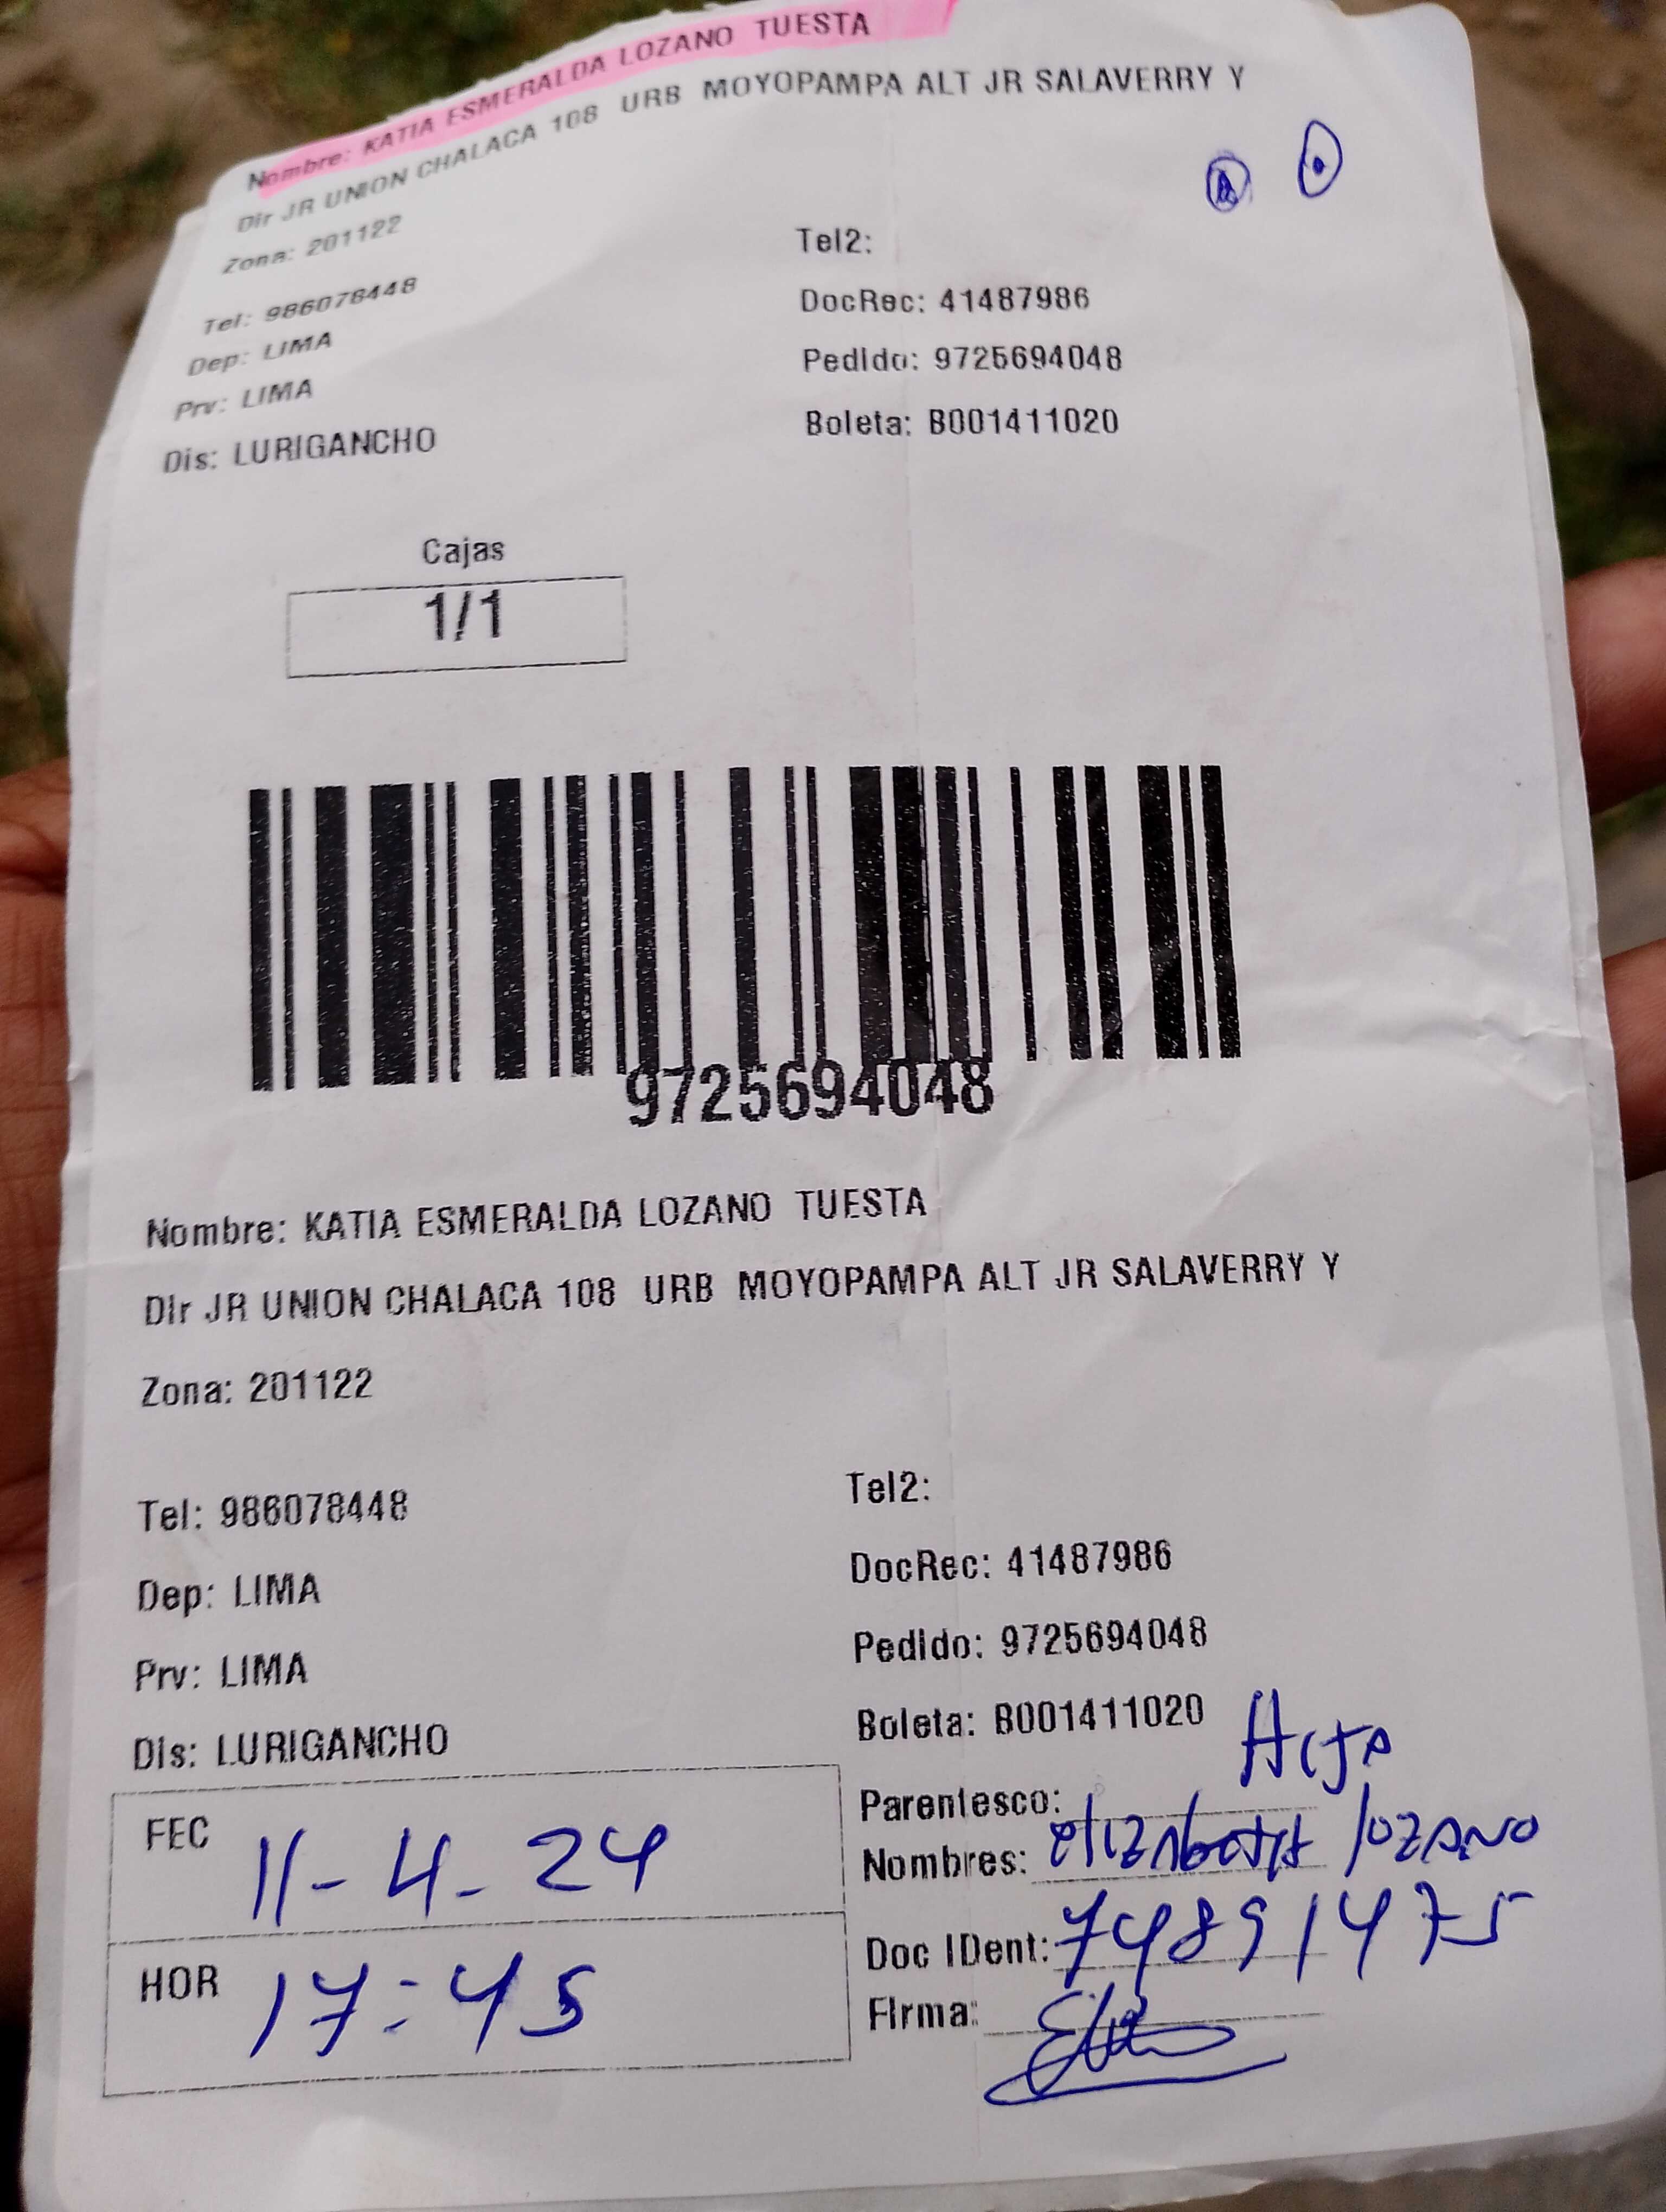 Nombre: KATIA ESMERALDA LOZANO TUESTA
Dir JR UNION CHALACA 108 URB MOYOPAMPA ALT JR SALAVERRY Y
Zona: 201122
Tel: 986078448
Tel2:
Dep: LIMA
DocRec: 41487986
Prv: LIMA
Pedido: 9725694048
Dis: LURIGANCHO
Boleta: B001411020
Cajas
1/1
9725694048
Nombre: KATIA ESMERALDA LOZANO TUESTA
Dir JR UNION CHALACA 108 URB MOYOPAMPA ALT JR SALAVERRY Y
Zona: 201122
Tel: 986078448
Tel2:
Dep: LIMA
DocRec: 41487986
Prv: LIMA
Pedido: 9725694048
Dis: LURIGANCHO
Boleta: B001411020
FEC 11-4-24
HOR 17:45
Parentesco:
Nombres: elizabeth lozano
Doc IDent: 74891475
Firma: